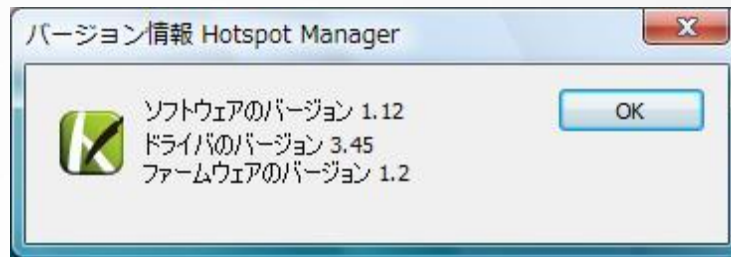 バージョン情報 Hotspot Manager
ソフトウェアのバージョン 1.12
OK
ドライバのバージョン 3.45
ファームウェアのバージョン 1.2